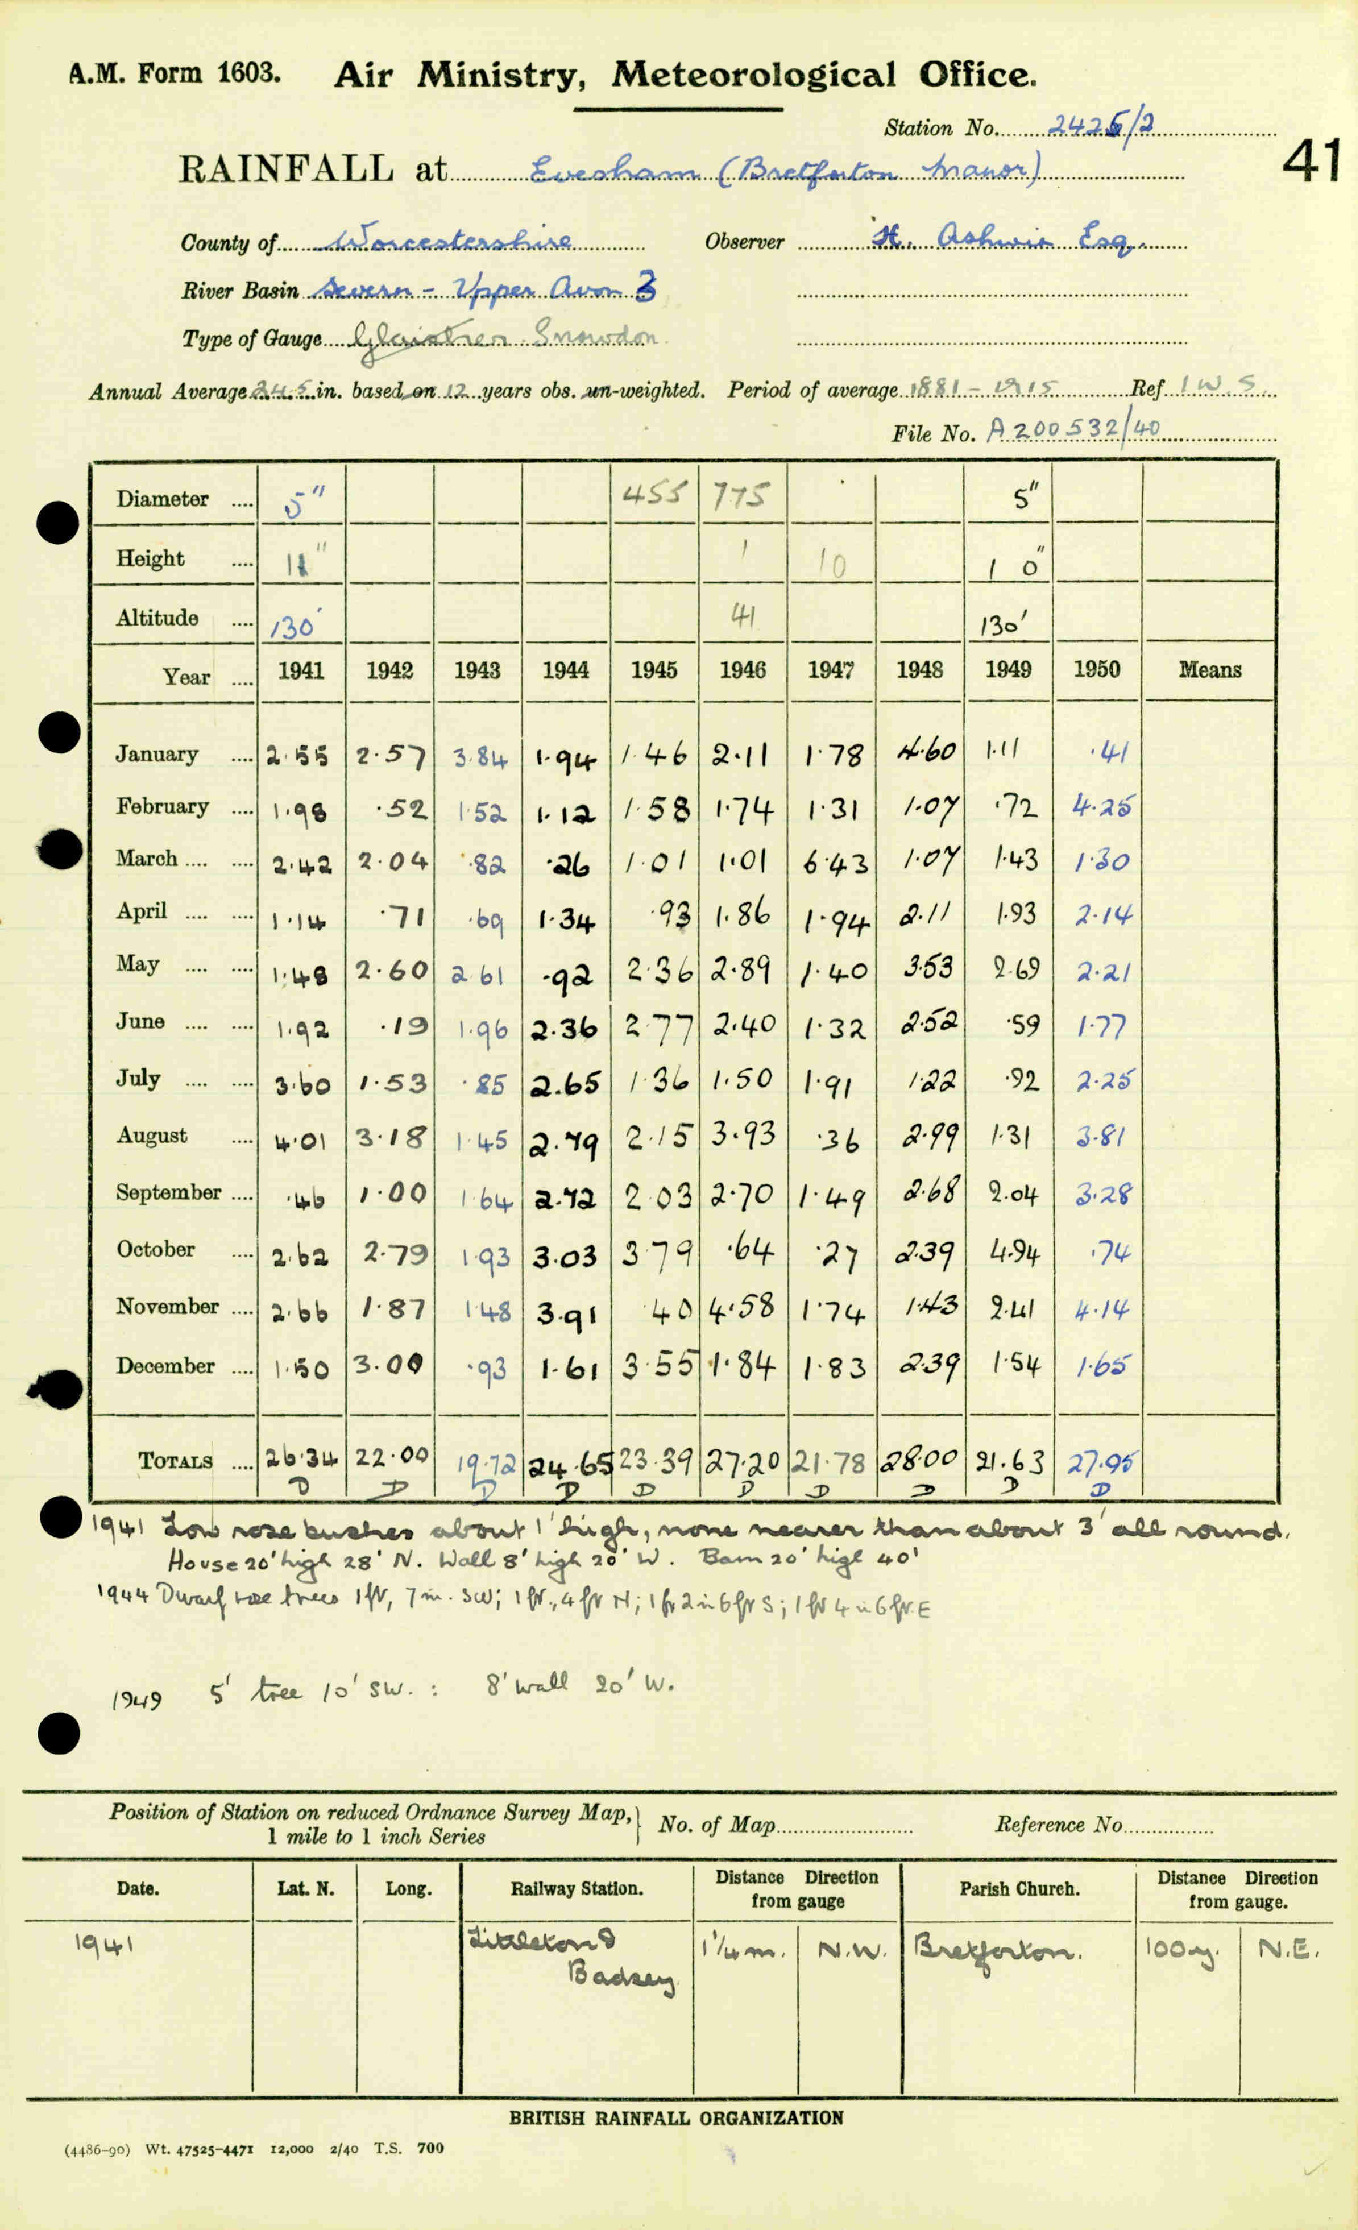 A.M. Form 1603. Air Ministry, Meteorological Office.
Station No. 2426/2
41
RAINFALL at Evesham (Bretforton Manor)
County of Worcestershire Observer H. Ashwin Esq.
River Basin Severn - Upper Avon 3
Type of Gauge Glaisher Snowdon
Annual Average 24.5 in. based on 12 years obs. un-weighted. Period of average 1881 - 1915 Ref I W. S.
File No. A 200532/40
Diameter .... 5" 455 775 5"
Height .... 11" 1 10 10"
Altitude .... 130' 41 130'
Year .... 1941 1942 1943 1944 1945 1946 1947 1948 1949 1950 Means
January .... 2.55 2.57 3.84 1.94 1.46 2.11 1.78 4.60 1.11 .41
February .... 1.98 .52 1.52 1.12 1.58 1.74 1.31 1.07 .72 4.25
March .... .... 2.42 2.04 .82 .26 1.01 1.01 6.43 1.07 1.43 1.30
April .... .... 1.14 .71 .69 1.34 .93 1.86 1.94 2.11 1.93 2.14
May .... .... 1.48 2.60 2.61 .92 2.36 2.89 1.40 3.53 2.69 2.21
June .... .... 1.92 .19 1.96 2.36 2.77 2.40 1.32 2.52 .59 1.77
July .... .... 3.60 1.53 .85 2.65 1.36 1.50 1.91 1.22 .92 2.25
August .... 4.01 3.18 1.45 2.79 2.15 3.93 .36 2.99 1.31 3.81
September .... .46 1.00 1.64 2.72 2.03 2.70 1.49 2.68 2.04 3.28
October .... 2.62 2.79 1.93 3.03 3.79 .64 .27 2.39 4.94 .74
November .... 2.66 1.87 1.48 3.91 .40 4.58 1.74 1.43 2.41 4.14
December .... 1.50 3.00 .93 1.61 3.55 1.84 1.83 2.39 1.54 1.65
TOTALS .... 26.34 22.00 19.72 24.65 23.39 27.20 21.78 28.00 21.63 27.95
D D D D D D D D D D
1941 Low rose bushes about 1' high, none nearer than about 3' all round.
House 20' high 28' N. Wall 8' high 20' W. Barn 20' high 40'
1944 Dwarf rose trees 1 ft, 7 in. SW; 1 ft., 4 ft N; 1 ft 2 in 6 ft S; 1 ft 4 in 6 ft. E
1949 5' tree 10' SW. : 8' wall 20' W.
Position of Station on reduced Ordnance Survey Map, 1 mile to 1 inch Series No. of Map Reference No.
Date. Lat. N. Long. Railway Station. Distance Direction from gauge Parish Church. Distance Direction from gauge.
1941 Littleton & Badsey 1 1/4 m. N.W. Bretforton. 100 y. N.E.
BRITISH RAINFALL ORGANIZATION
(4486-90) Wt. 47525-4471 12,000 2/40 T.S. 700